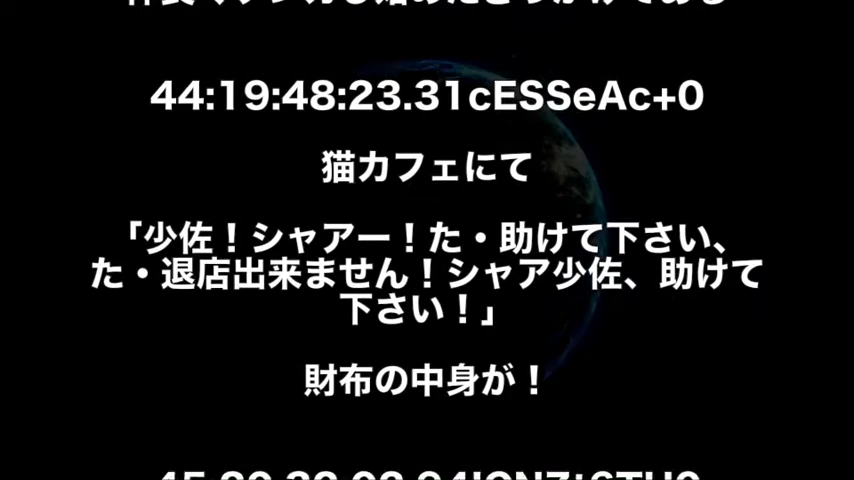 44:19:48:23.31cESSeAc+0
猫カフェにて
「少佐！シャアー！た・助けて下さい、
た・退店出来ません！シャア少佐、助けて
下さい！」
財布の中身が！